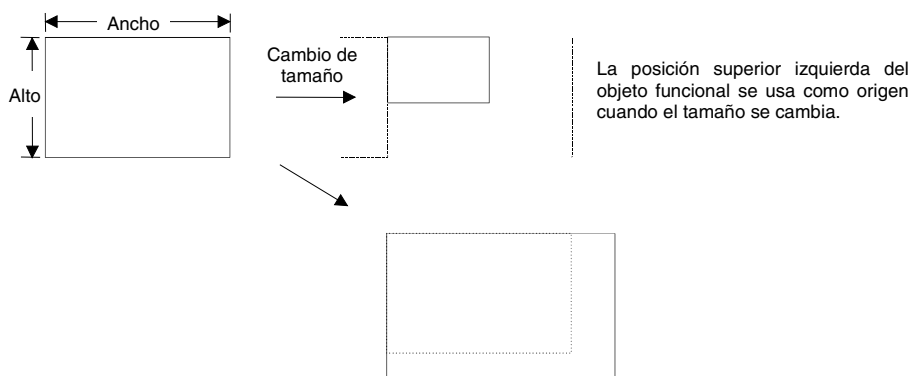 Ancho
Alto
Cambio de
tamaño
La posición superior izquierda del
objeto funcional se usa como origen
cuando el tamaño se cambia.